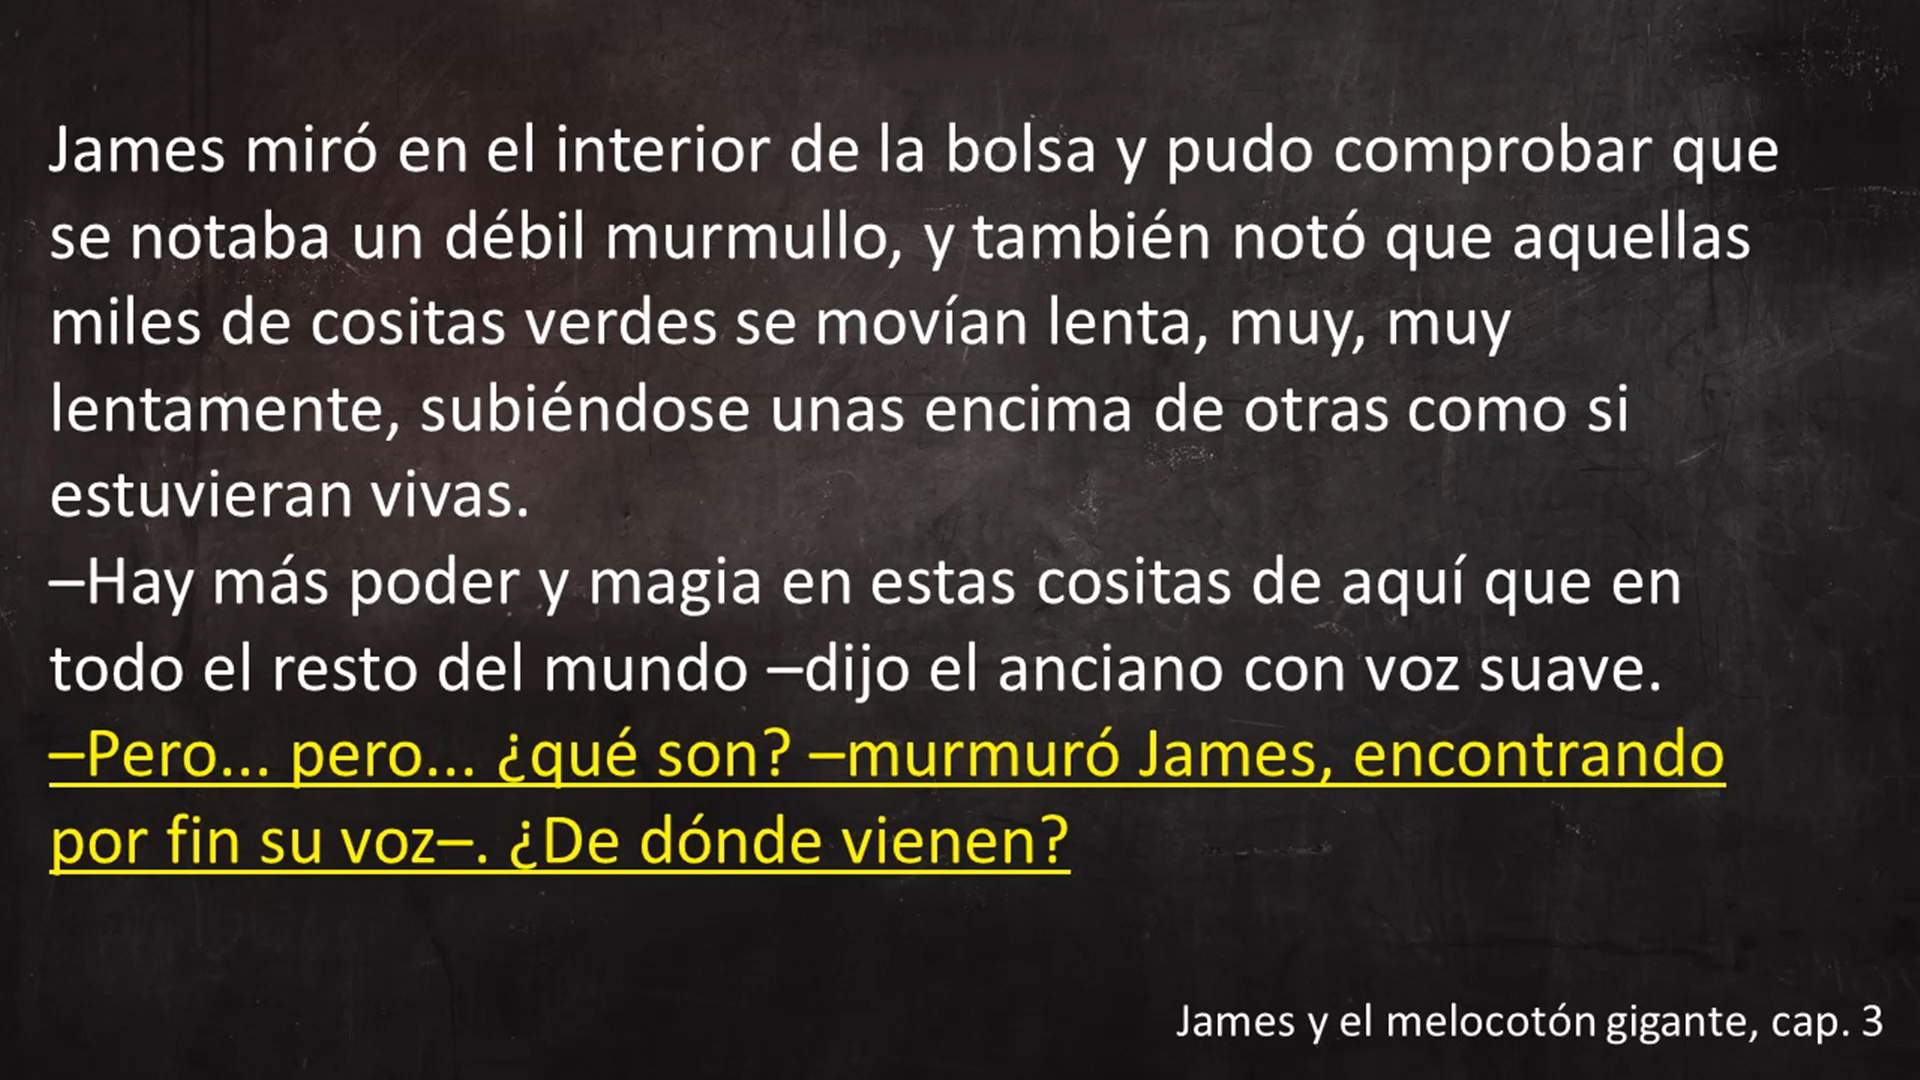 James miró en el interior de la bolsa y pudo comprobar que
se notaba un débil murmullo, y también notó que aquellas
miles de cositas verdes se movían lenta, muy, muy
lentamente, subiéndose unas encima de otras como si
estuvieran vivas.
–Hay más poder y magia en estas cositas de aquí que en
todo el resto del mundo –dijo el anciano con voz suave.
–Pero... pero... ¿qué son? –murmuró James, encontrando
por fin su voz–. ¿De dónde vienen?
James y el melocotón gigante, cap. 3